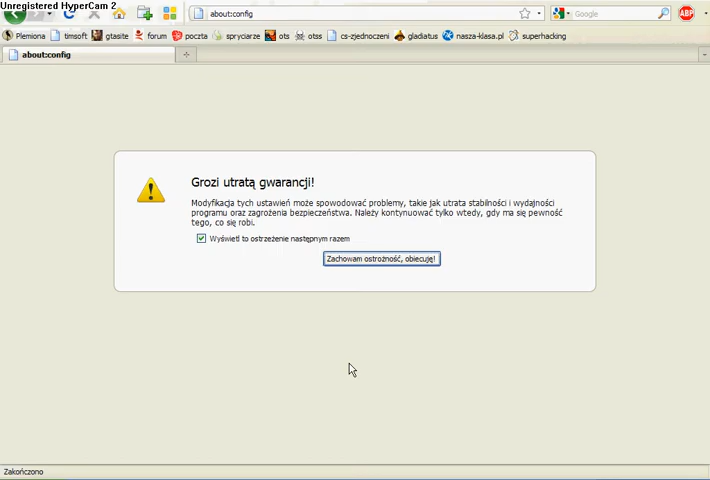 Unregistered HyperCam 2
about:config
Google
ABP
Plemiona timsoft gtasite forum poczta spryciarze ots otss cs-zjednoczeni gladiatus nasza-klasa.pl superhacking
about:config
Grozi utratą gwarancji!
Modyfikacja tych ustawień może spowodować problemy, takie jak utrata stabilności i wydajności
programu oraz zagrożenia bezpieczeństwa. Należy kontynuować tylko wtedy, gdy ma się pewność
tego, co się robi.
Wyświetl to ostrzeżenie następnym razem
Zachowam ostrożność, obiecuję!
Zakończono